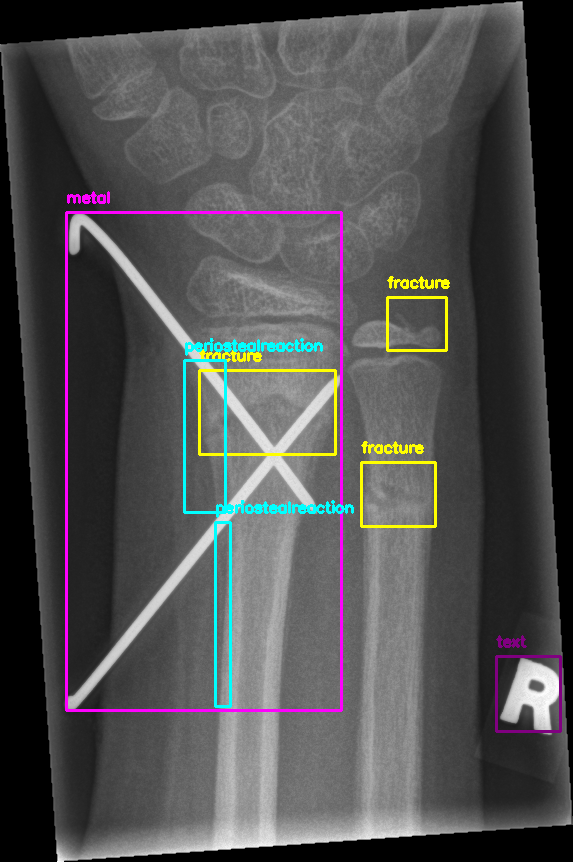 metal
fracture
periostealreaction
fracture
fracture
periostealreaction
text
R